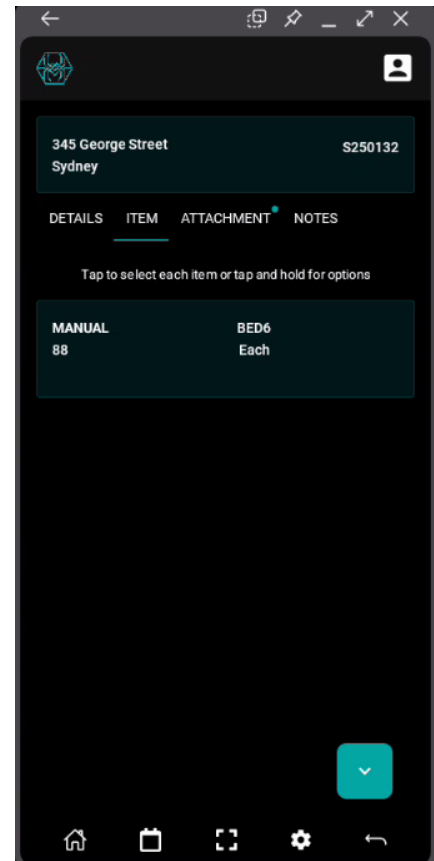 345 George Street S250132
Sydney
DETAILS ITEM ATTACHMENT NOTES
Tap to select each item or tap and hold for options
MANUAL BED6
88 Each